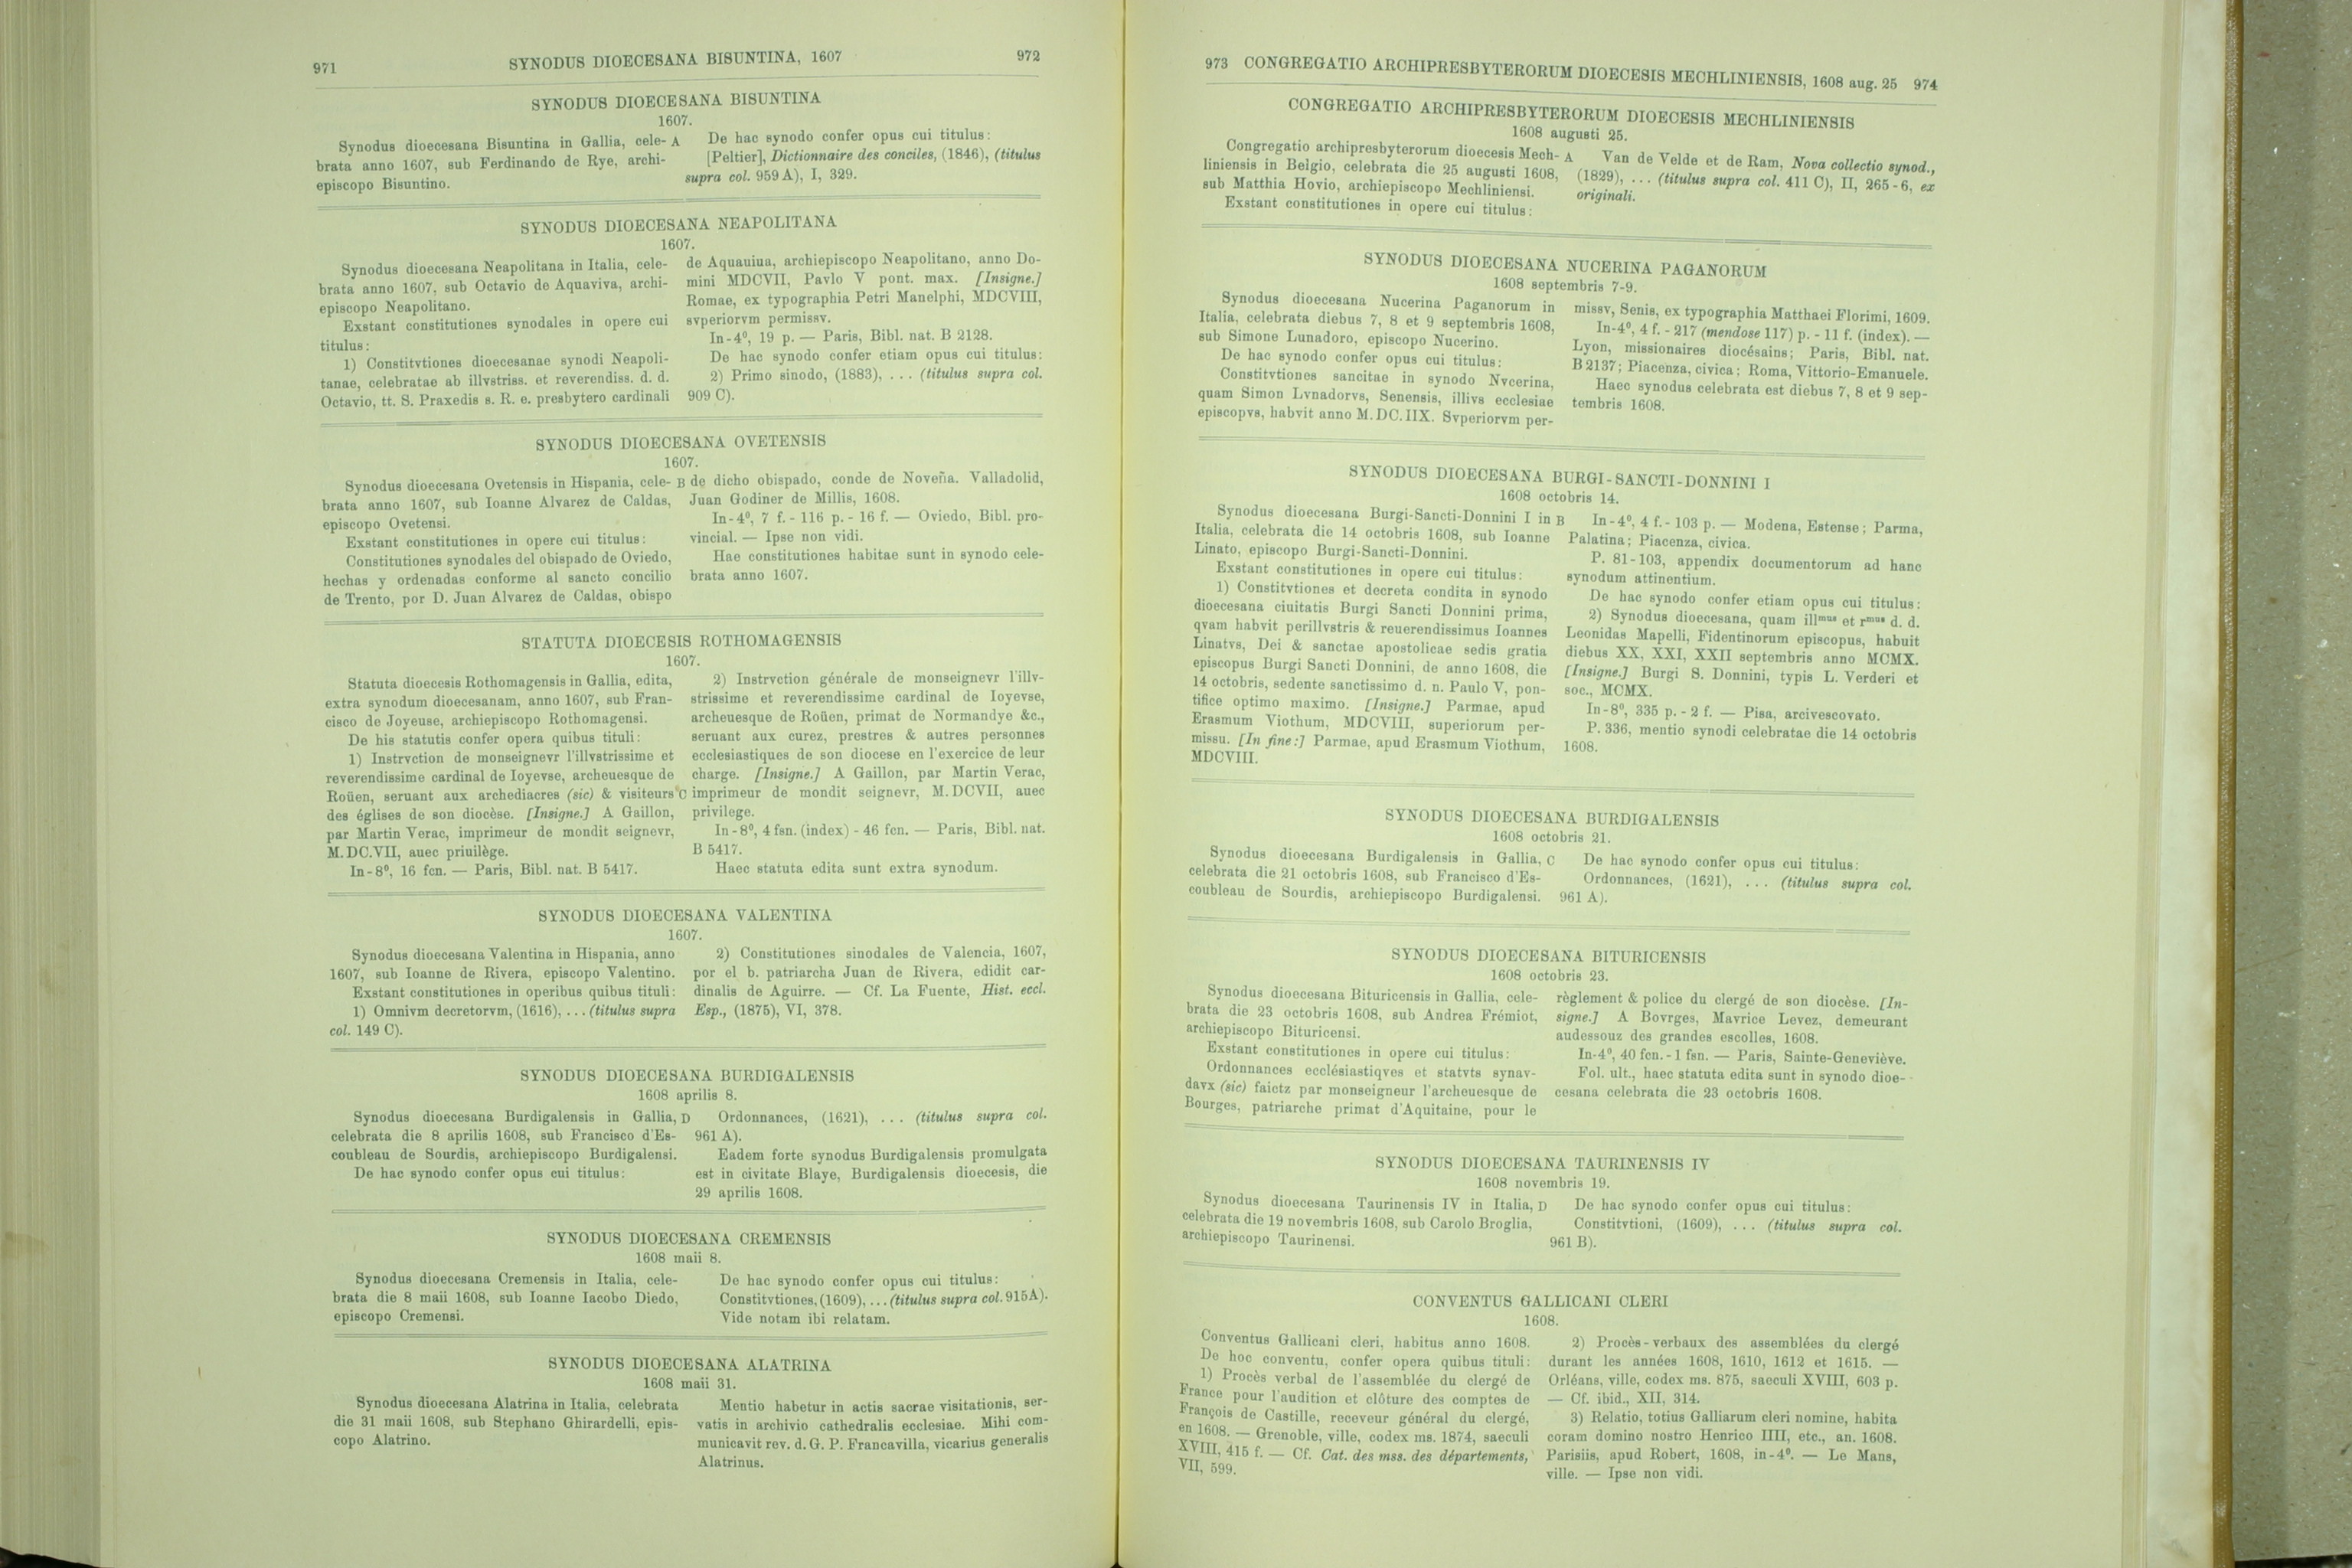 971
SYNODUS DIOECESANA BISUNTINA, 1607
972
SYNODUS DIOECESANA BISUNTINA
1607.
Synodus dioecesana Bisuntina in Gallia, cele-
brata anno 1607, sub Ferdinando de Rye, archi-
episcopo Bisuntino.
A
De hac synodo confer opus cui titulus:
[Peltier], Dictionnaire des conciles, (1846), (titulus
supra col. 959 A), I, 329.
SYNODUS DIOECESANA NEAPOLITANA
1607.
Synodus dioecesana Neapolitana in Italia, cele-
brata anno 1607, sub Octavio de Aquaviva, archi-
episcopo Neapolitano.
Exstant constitutiones synodales in opere cui
titulus:
1) Constitvtiones dioecesanae synodi Neapoli-
tanae, celebratae ab illvstriss. et reverendiss. d. d.
Octavio, tt. S. Praxedis s. R. e. presbytero cardinali
de Aquauiua, archiepiscopo Neapolitano, anno Do-
mini MDCVII, Pavlo V pont. max. [Insigne.]
Romae, ex typographia Petri Manelphi, MDCVIII,
svperiorvm permissv.
In-4º, 19 p. — Paris, Bibl. nat. B 2128.
De hac synodo confer etiam opus cui titulus:
2) Primo sinodo, (1883), ... (titulus supra col.
909 C).
SYNODUS DIOECESANA OVETENSIS
1607.
Synodus dioecesana Ovetensis in Hispania, cele-
brata anno 1607, sub Ioanne Alvarez de Caldas,
episcopo Ovetensi.
Exstant constitutiones in opere cui titulus:
Constitutiones synodales del obispado de Oviedo,
hechas y ordenadas conforme al sancto concilio
de Trento, por D. Juan Alvarez de Caldas, obispo
B
de dicho obispado, conde de Noveña. Valladolid,
Juan Godiner de Millis, 1608.
In-4º, 7 f. - 116 p. - 16 f. — Oviedo, Bibl. pro-
vincial. — Ipse non vidi.
Hae constitutiones habitae sunt in synodo cele-
brata anno 1607.
STATUTA DIOECESIS ROTHOMAGENSIS
1607.
Statuta dioecesis Rothomagensis in Gallia, edita,
extra synodum dioecesanam, anno 1607, sub Fran-
cisco de Joyeuse, archiepiscopo Rothomagensi.
De his statutis confer opera quibus tituli:
1) Instrvction de monseignevr l'illvstrissime et
reverendissime cardinal de Ioyevse, archeuesque de
Roüen, seruant aux archediacres (sic) & visiteurs
des églises de son diocèse. [Insigne.] A Gaillon,
par Martin Verac, imprimeur de mondit seignevr,
M.DC.VII, auec priuilège.
In-8º, 16 fcn. — Paris, Bibl. nat. B 5417.
C
2) Instrvction générale de monseignevr l'illv-
strissime et reverendissime cardinal de Ioyevse,
archeuesque de Roüen, primat de Normandye &c.,
seruant aux curez, prestres & autres personnes
ecclesiastiques de son diocese en l'exercice de leur
charge. [Insigne.] A Gaillon, par Martin Verac,
imprimeur de mondit seignevr, M.DCVII, auec
privilege.
In-8º, 4 fsn. (index) - 46 fcn. — Paris, Bibl. nat.
B 5417.
Haec statuta edita sunt extra synodum.
SYNODUS DIOECESANA VALENTINA
1607.
Synodus dioecesana Valentina in Hispania, anno
1607, sub Ioanne de Rivera, episcopo Valentino.
Exstant constitutiones in operibus quibus tituli:
1) Omnivm decretorvm, (1616), ... (titulus supra
col. 149 C).
2) Constitutiones sinodales de Valencia, 1607,
por el b. patriarcha Juan de Rivera, edidit car-
dinalis de Aguirre. — Cf. La Fuente, Hist. eccl.
Esp., (1875), VI, 378.
SYNODUS DIOECESANA BURDIGALENSIS
1608 aprilis 8.
Synodus dioecesana Burdigalensis in Gallia,
celebrata die 8 aprilis 1608, sub Francisco d'Es-
coubleau de Sourdis, archiepiscopo Burdigalensi.
De hac synodo confer opus cui titulus:
D
Ordonnances, (1621), ... (titulus supra col.
961 A).
Eadem forte synodus Burdigalensis promulgata
est in civitate Blaye, Burdigalensis dioecesis, die
29 aprilis 1608.
SYNODUS DIOECESANA CREMENSIS
1608 maii 8.
Synodus dioecesana Cremensis in Italia, cele-
brata die 8 maii 1608, sub Ioanne Iacobo Diedo,
episcopo Cremensi.
De hac synodo confer opus cui titulus:
Constitvtiones, (1609), ... (titulus supra col. 915A).
Vide notam ibi relatam.
SYNODUS DIOECESANA ALATRINA
1608 maii 31.
Synodus dioecesana Alatrina in Italia, celebrata
die 31 maii 1608, sub Stephano Ghirardelli, epis-
copo Alatrino.
Mentio habetur in actis sacrae visitationis, ser-
vatis in archivio cathedralis ecclesiae. Mihi com-
municavit rev. d. G. P. Francavilla, vicarius generalis
Alatrinus.
973
CONGREGATIO ARCHIPRESBYTERORUM DIOECESIS MECHLINIENSIS, 1608 aug. 25
974
CONGREGATIO ARCHIPRESBYTERORUM DIOECESIS MECHLINIENSIS
1608 augusti 25.
Congregatio archipresbyterorum dioecesis Mech-
liniensis in Belgio, celebrata die 25 augusti 1608,
sub Matthia Hovio, archiepiscopo Mechliniensi.
Exstant constitutiones in opere cui titulus:
A
Van de Velde et de Ram, Nova collectio synod.,
(1829), ... (titulus supra col. 411 C), II, 265-6, ex
originali.
SYNODUS DIOECESANA NUCERINA PAGANORUM
1608 septembris 7-9.
Synodus dioecesana Nucerina Paganorum in
Italia, celebrata diebus 7, 8 et 9 septembris 1608,
sub Simone Lunadoro, episcopo Nucerino.
De hac synodo confer opus cui titulus:
Constitvtiones sancitae in synodo Nvcerina,
quam Simon Lvnadorvs, Senensis, illivs ecclesiae
episcopvs, habvit anno M.DC.IIX. Svperiorvm per-
missv, Senis, ex typographia Matthaei Florimi, 1609.
In-4º, 4 f. - 217 (mendose 117) p. - 11 f. (index). —
Lyon, missionaires diocésains; Paris, Bibl. nat.
B 2137; Piacenza, civica; Roma, Vittorio-Emanuele.
Haec synodus celebrata est diebus 7, 8 et 9 sep-
tembris 1608.
SYNODUS DIOECESANA BURGI-SANCTI-DONNINI I
1608 octobris 14.
Synodus dioecesana Burgi-Sancti-Donnini I in
Italia, celebrata die 14 octobris 1608, sub Ioanne
Linato, episcopo Burgi-Sancti-Donnini.
Exstant constitutiones in opere cui titulus:
1) Constitvtiones et decreta condita in synodo
dioecesana ciuitatis Burgi Sancti Donnini prima,
qvam habvit perillvstris & reuerendissimus Ioannes
Linatvs, Dei & sanctae apostolicae sedis gratia
episcopus Burgi Sancti Donnini, de anno 1608, die
14 octobris, sedente sanctissimo d. n. Paulo V, pon-
tifice optimo maximo. [Insigne.] Parmae, apud
Erasmum Viothum, MDCVIII, superiorum per-
missu. [In fine:] Parmae, apud Erasmum Viothum,
MDCVIII.
B
In-4º, 4 f. - 103 p. — Modena, Estense; Parma,
Palatina; Piacenza, civica.
P. 81-103, appendix documentorum ad hanc
synodum attinentium.
De hac synodo confer etiam opus cui titulus:
2) Synodus dioecesana, quam illᵐᵘˢ et rᵐᵘˢ d. d.
Leonidas Mapelli, Fidentinorum episcopus, habuit
diebus XX, XXI, XXII septembris anno MCMX.
[Insigne.] Burgi S. Donnini, typis L. Verderi et
soc., MCMX.
In-8º, 335 p. - 2 f. — Pisa, arcivescovato.
P. 336, mentio synodi celebratae die 14 octobris
1608.
SYNODUS DIOECESANA BURDIGALENSIS
1608 octobris 21.
Synodus dioecesana Burdigalensis in Gallia,
celebrata die 21 octobris 1608, sub Francisco d'Es-
coubleau de Sourdis, archiepiscopo Burdigalensi.
C
De hac synodo confer opus cui titulus:
Ordonnances, (1621), ... (titulus supra col.
961 A).
SYNODUS DIOECESANA BITURICENSIS
1608 octobris 23.
Synodus dioecesana Bituricensis in Gallia, cele-
brata die 23 octobris 1608, sub Andrea Frémiot,
archiepiscopo Bituricensi.
Exstant constitutiones in opere cui titulus:
Ordonnances ecclésiastiqves et statvts synav-
davx (sic) faictz par monseigneur l'archeuesque de
Bourges, patriarche primat d'Aquitaine, pour le
règlement & police du clergé de son diocèse. [In-
signe.] A Bovrges, Mavrice Levez, demeurant
audessouz des grandes escolles, 1608.
In-4º, 40 fcn. - 1 fsn. — Paris, Sainte-Geneviève.
Fol. ult., haec statuta edita sunt in synodo dioe-
cesana celebrata die 23 octobris 1608.
SYNODUS DIOECESANA TAURINENSIS IV
1608 novembris 19.
Synodus dioecesana Taurinensis IV in Italia,
celebrata die 19 novembris 1608, sub Carolo Broglia,
archiepiscopo Taurinensi.
D
De hac synodo confer opus cui titulus:
Constitvtioni, (1609), ... (titulus supra col.
961 B).
CONVENTUS GALLICANI CLERI
1608.
Conventus Gallicani cleri, habitus anno 1608.
De hoc conventu, confer opera quibus tituli:
1) Procès verbal de l'assemblée du clergé de
France pour l'audition et clôture des comptes de
François de Castille, receveur général du clergé,
en 1608. — Grenoble, ville, codex ms. 1874, saeculi
XVIII, 415 f. — Cf. Cat. des mss. des départements,
VII, 599.
2) Procès-verbaux des assemblées du clergé
durant les années 1608, 1610, 1612 et 1615. —
Orléans, ville, codex ms. 875, saeculi XVIII, 603 p.
— Cf. ibid., XII, 314.
3) Relatio, totius Galliarum cleri nomine, habita
coram domino nostro Henrico IIII, etc., an. 1608.
Parisiis, apud Robert, 1608, in-4º. — Le Mans,
ville. — Ipse non vidi.